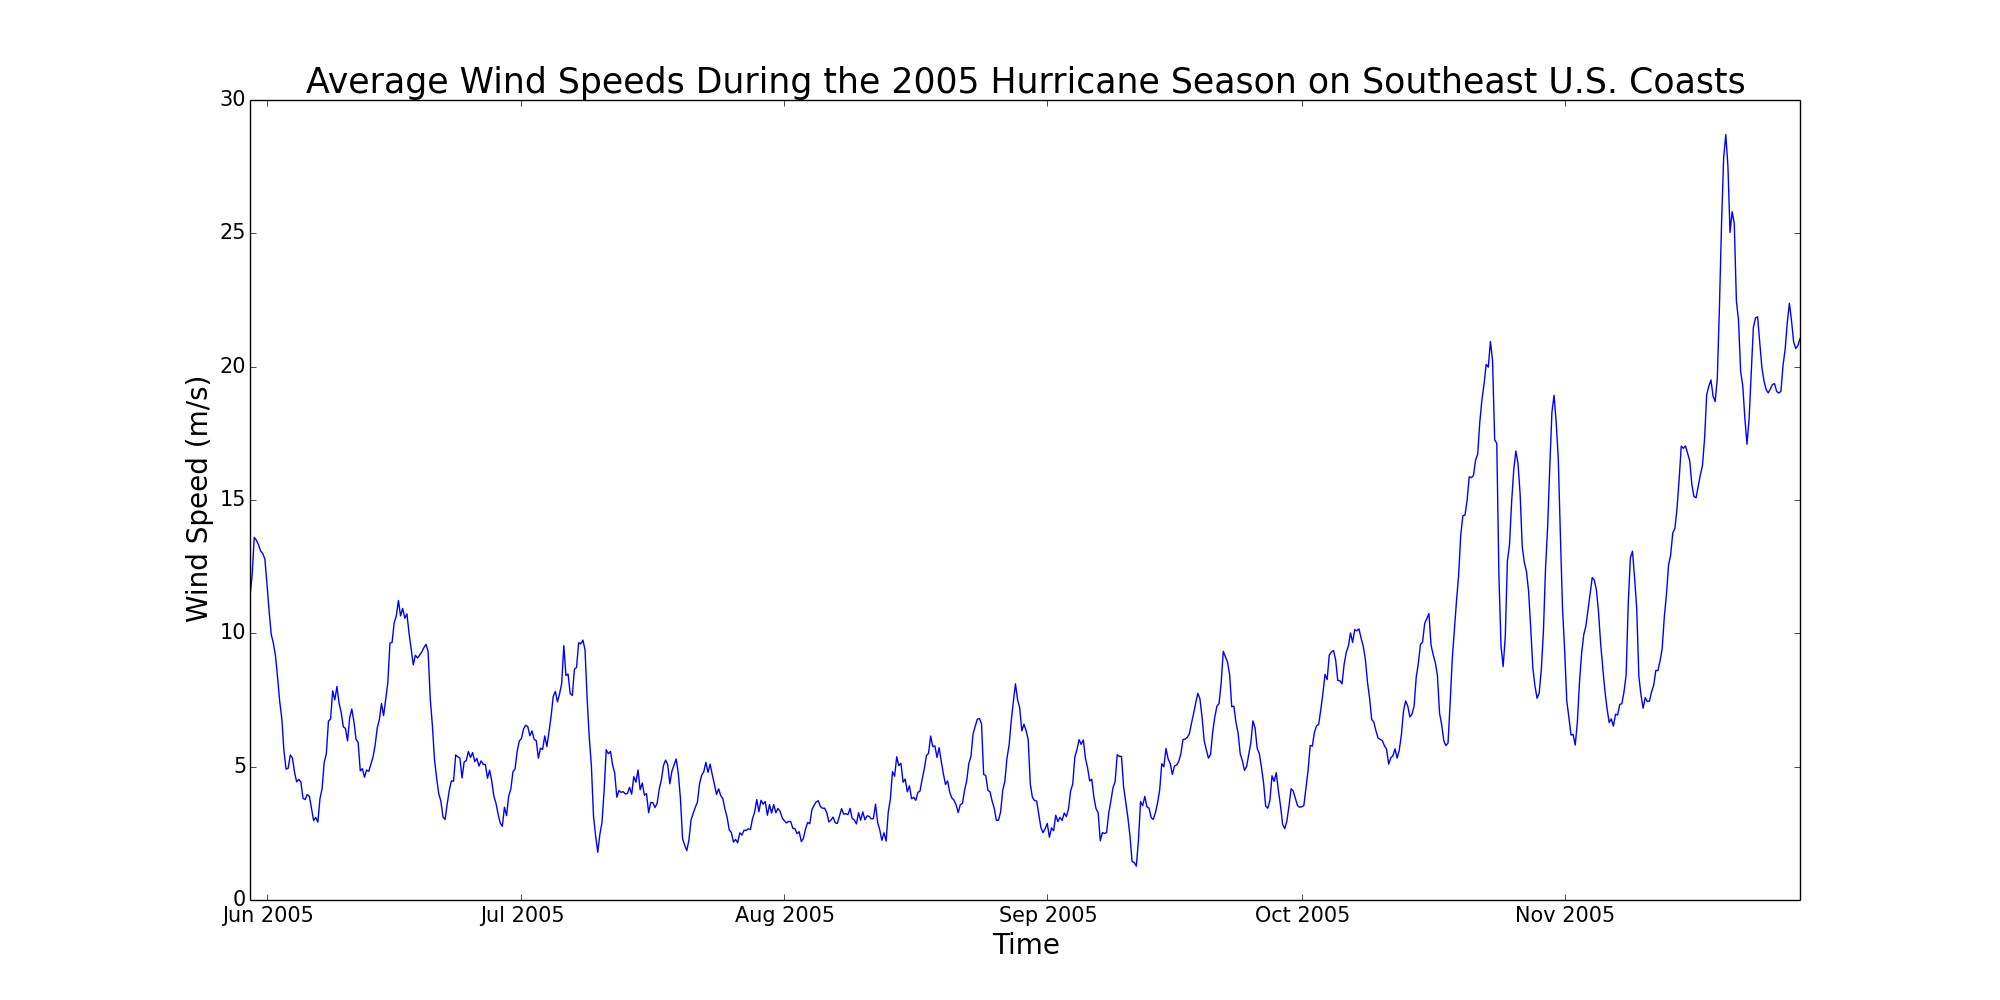 Average Wind Speeds During the 2005 Hurricane Season on Southeast U.S. Coasts
30
25
20
15
10
5
0
Wind Speed (m/s)
Jun 2005 Jul 2005 Aug 2005 Sep 2005 Oct 2005 Nov 2005
Time